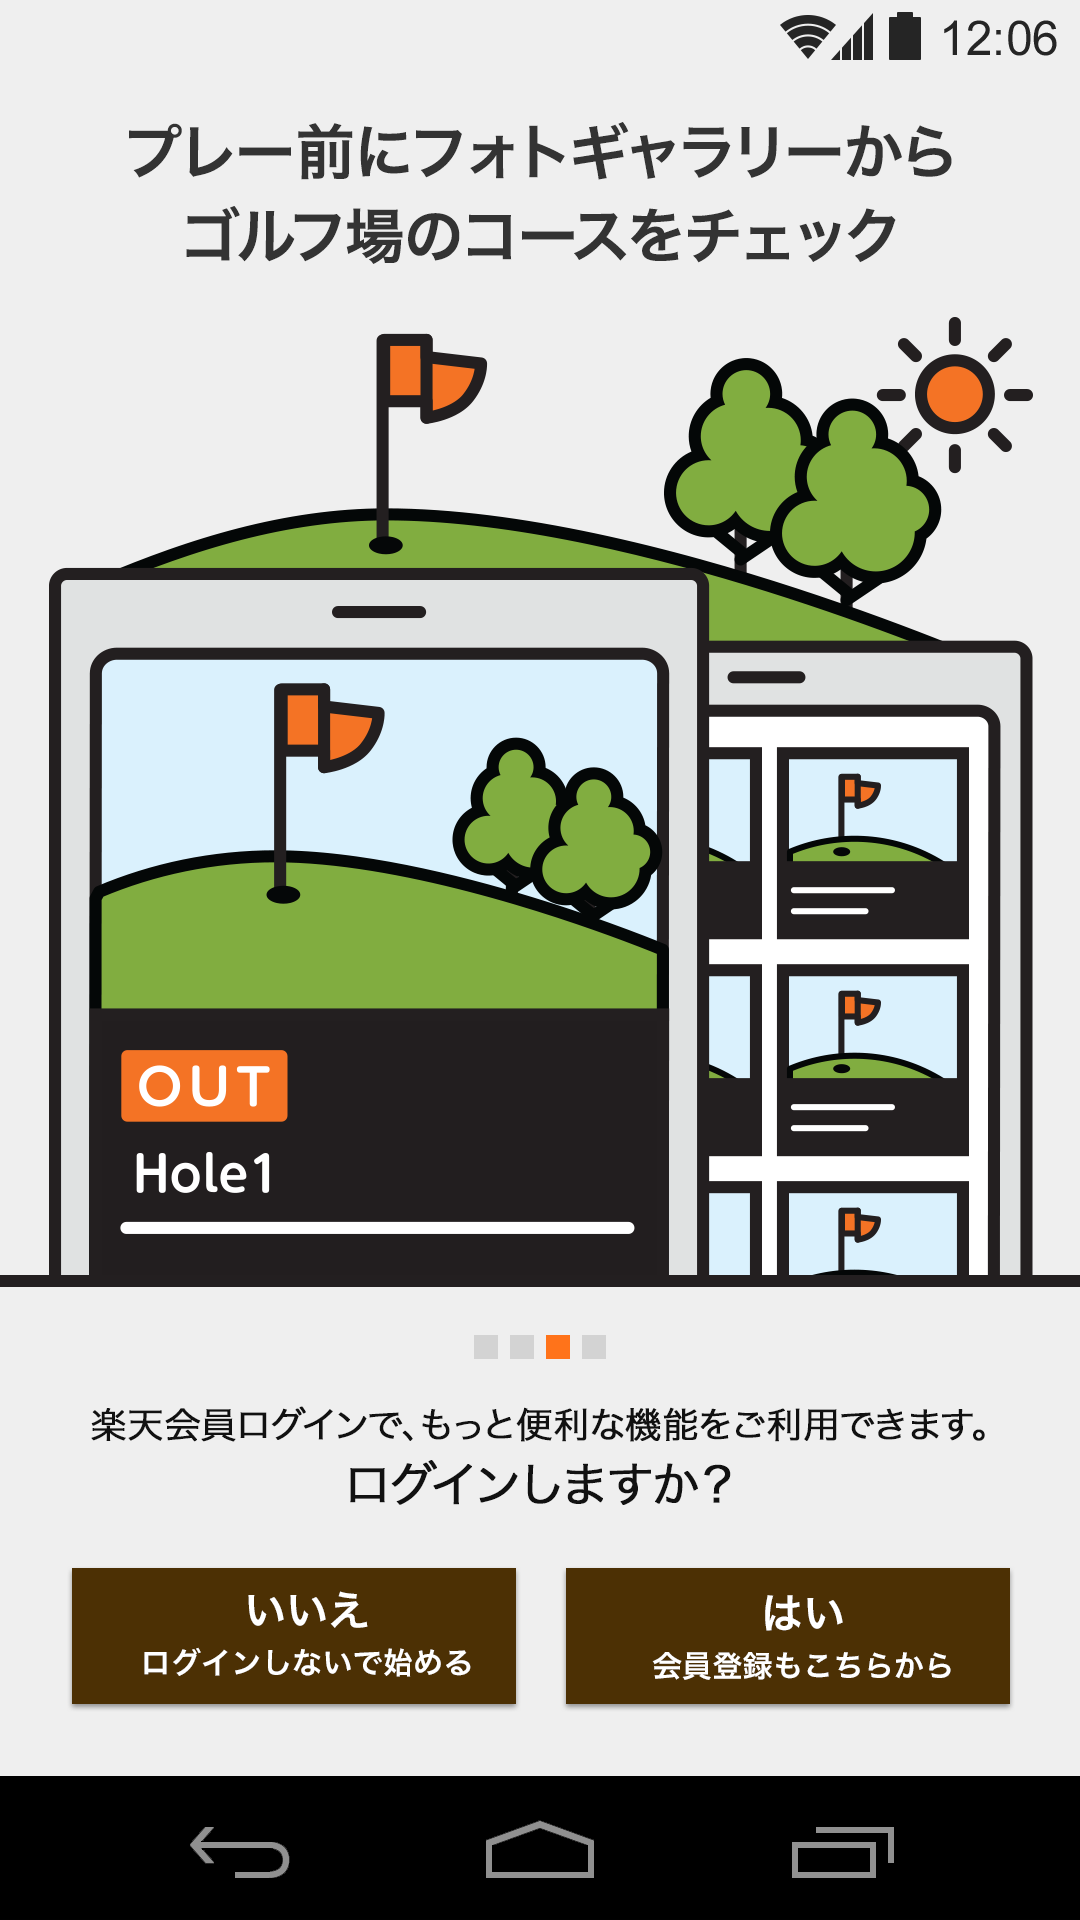 12:06
プレー前にフォトギャラリーから
ゴルフ場のコースをチェック
OUT
Hole1
楽天会員ログインで、もっと便利な機能をご利用できます。
ログインしますか？
いいえ
ログインしないで始める
はい
会員登録もこちらから